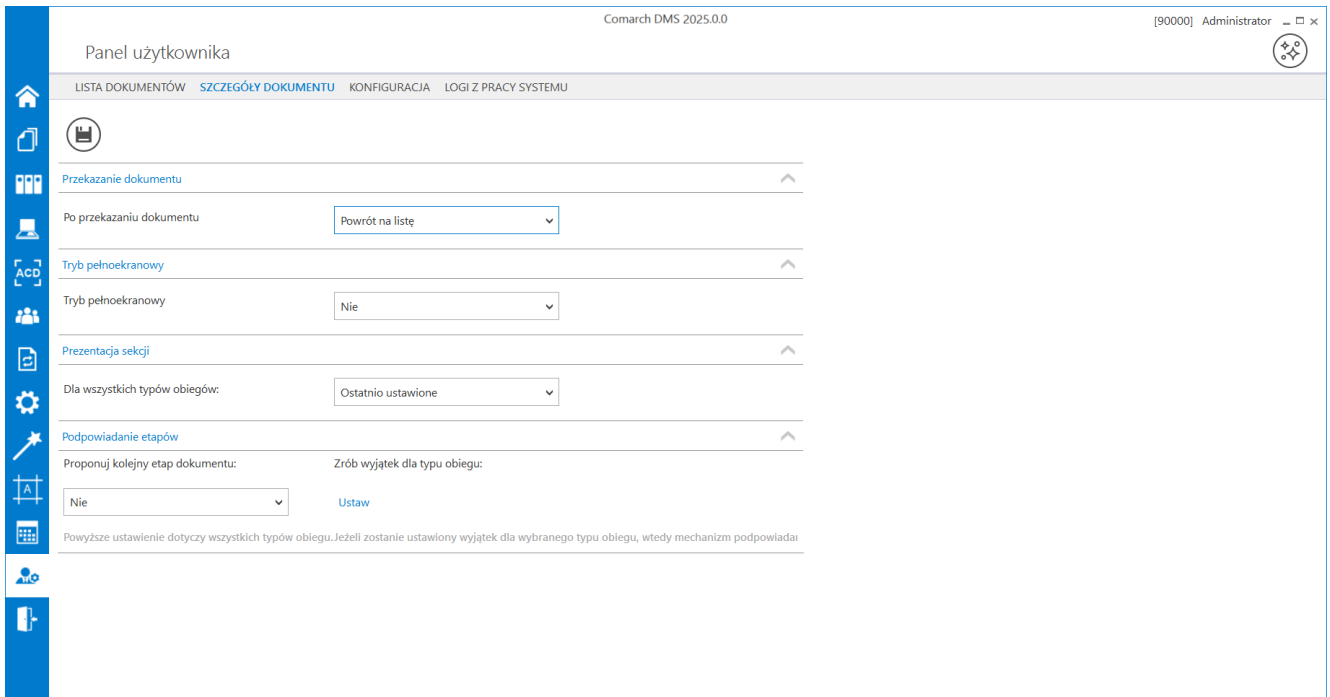 Comarch DMS 2025.0.0
[90000] Administrator
Panel użytkownika
LISTA DOKUMENTÓW SZCZEGÓŁY DOKUMENTU KONFIGURACJA LOGI Z PRACY SYSTEMU
Przekazanie dokumentu
Po przekazaniu dokumentu Powrót na listę
Tryb pełnoekranowy
Tryb pełnoekranowy Nie
Prezentacja sekcji
Dla wszystkich typów obiegów: Ostatnio ustawione
Podpowiadanie etapów
Proponuj kolejny etap dokumentu: Zrób wyjątek dla typu obiegu:
Nie Ustaw
Powyższe ustawienie dotyczy wszystkich typów obiegu.Jeżeli zostanie ustawiony wyjątek dla wybranego typu obiegu, wtedy mechanizm
ACD
A